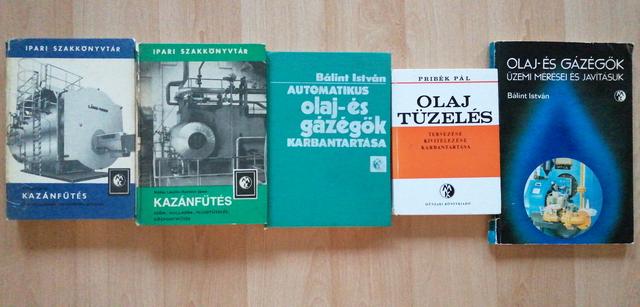 IPARI SZAKKÖNYVTÁR
KAZÁNFŰTÉS
IPARI SZAKKÖNYVTÁR
KAZÁNFŰTÉS
Bálint István
AUTOMATIKUS
olaj-és
gázégők
KARBANTARTÁSA
PRIBÉK PÁL
OLAJ
TÜZELÉS
TERVEZÉSE
KIVITELEZÉSE
KARBANTARTÁSA
MŰSZAKI KÖNYVKIADÓ
OLAJ-ÉS GÁZÉGŐK
ÜZEMI MÉRÉSEI ÉS JAVÍTÁSUK
Bálint István